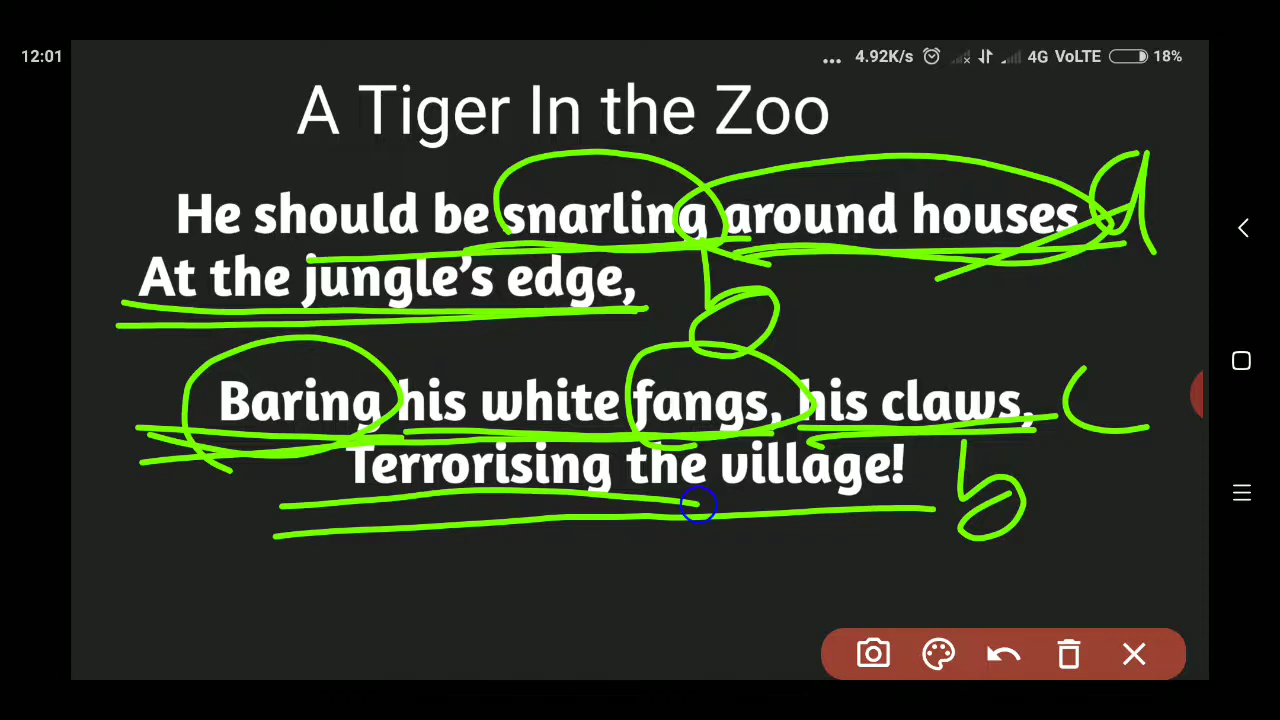 12:01 ... 4.92K/s 4G VoLTE 18%
A Tiger In the Zoo
He should be snarling around houses a
At the jungle's edge, b
Baring his white fangs, his claws, c
Terrorising the village! b